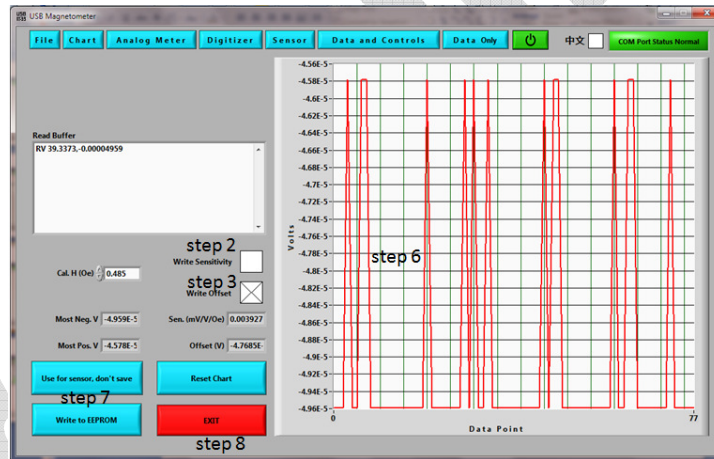 USB Magnetometer
File Chart Analog Meter Digitizer Sensor Data and Controls Data Only 中文 COM Port Status Normal
Read Buffer
RV 39.3373,-0.00004959
step 2
Write Sensitivity
Cal. H (Oe) 0.485
step 3
Write Offset
Most Neg. V -4.959E-5 Sen. (mV/V/Oe) 0.003927
Most Pos. V -4.578E-5 Offset (V) -4.7685E-
Use for sensor, don't save Reset Chart
step 7
Write to EEPROM EXIT
step 8
-4.56E-5
-4.58E-5
-4.6E-5
-4.62E-5
-4.64E-5
-4.66E-5
-4.68E-5
-4.7E-5
-4.72E-5
-4.74E-5
-4.76E-5
-4.78E-5
-4.8E-5
-4.82E-5
-4.84E-5
-4.86E-5
-4.88E-5
-4.9E-5
-4.92E-5
-4.94E-5
-4.96E-5
Volts
step 6
0 77
Data Point